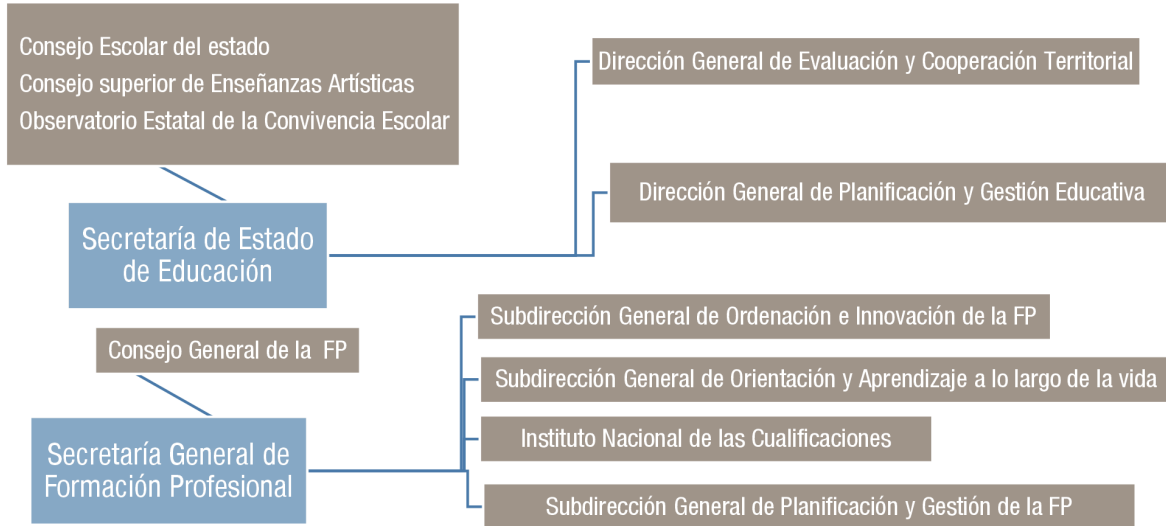 Consejo Escolar del estado
Consejo superior de Enseñanzas Artísticas
Observatorio Estatal de la Convivencia Escolar
Dirección General de Evaluación y Cooperación Territorial
Dirección General de Planificación y Gestión Educativa
Secretaría de Estado
de Educación
Subdirección General de Ordenación e Innovación de la FP
Consejo General de la FP
Subdirección General de Orientación y Aprendizaje a lo largo de la vida
Instituto Nacional de las Cualificaciones
Secretaría General de
Formación Profesional
Subdirección General de Planificación y Gestión de la FP